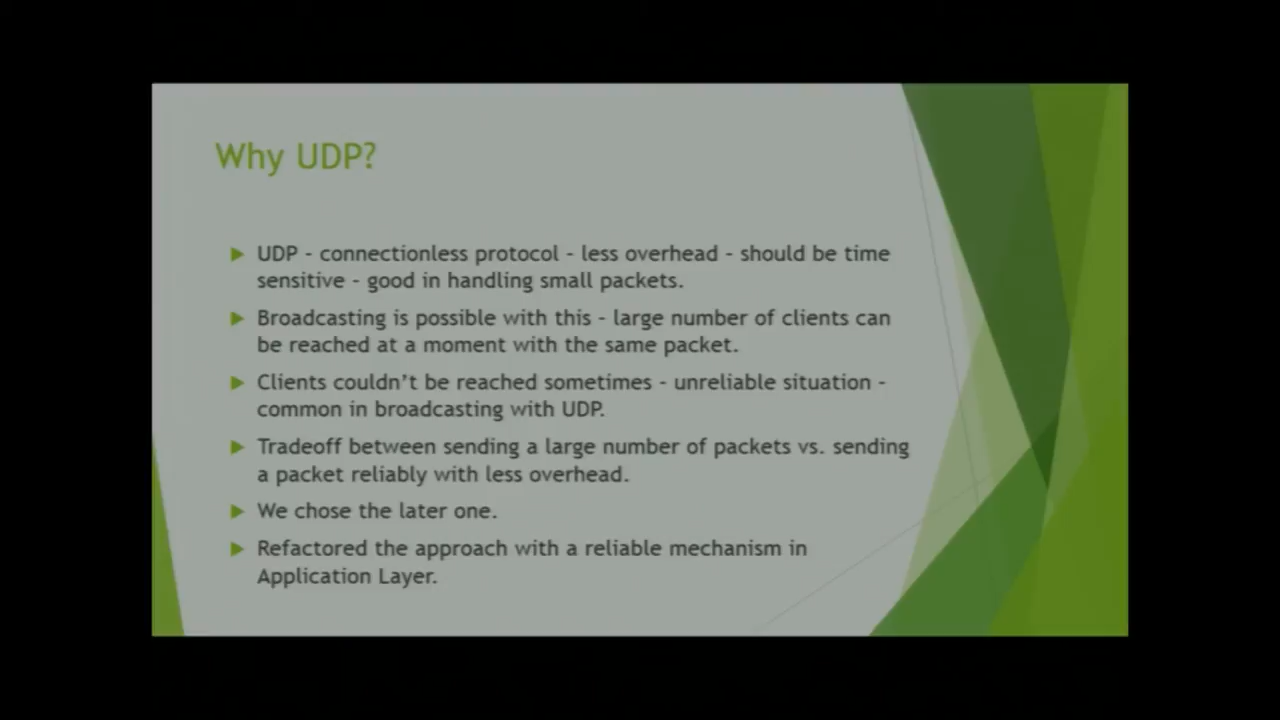 Why UDP?
UDP - connectionless protocol - less overhead - should be time
sensitive - good in handling small packets.
Broadcasting is possible with this - large number of clients can
be reached at a moment with the same packet.
Clients couldn't be reached sometimes - unreliable situation -
common in broadcasting with UDP.
Tradeoff between sending a large number of packets vs. sending
a packet reliably with less overhead.
We chose the later one.
Refactored the approach with a reliable mechanism in
Application Layer.